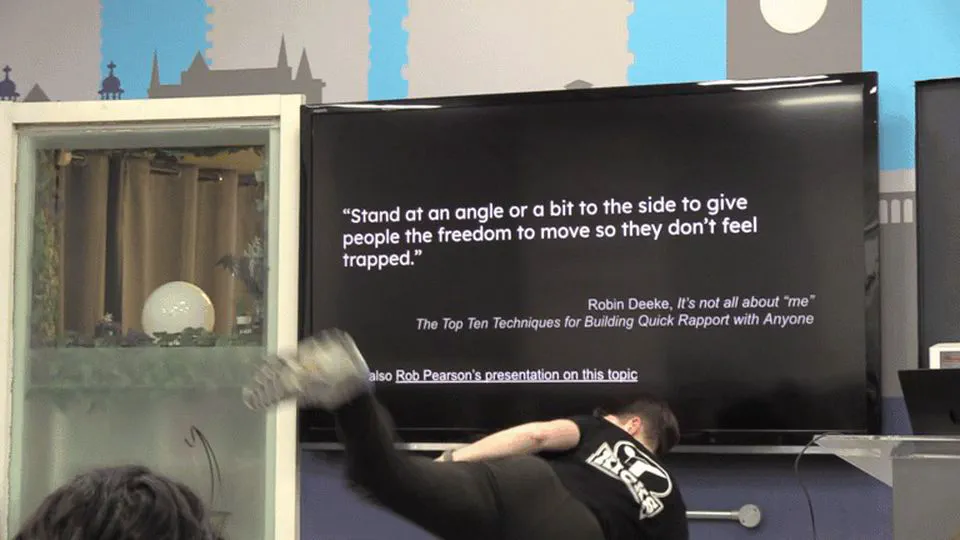 “Stand at an angle or a bit to the side to give
people the freedom to move so they don’t feel
trapped.”
Robin Deeke, It’s not all about “me”
The Top Ten Techniques for Building Quick Rapport with Anyone
also Rob Pearson’s presentation on this topic
KICKS